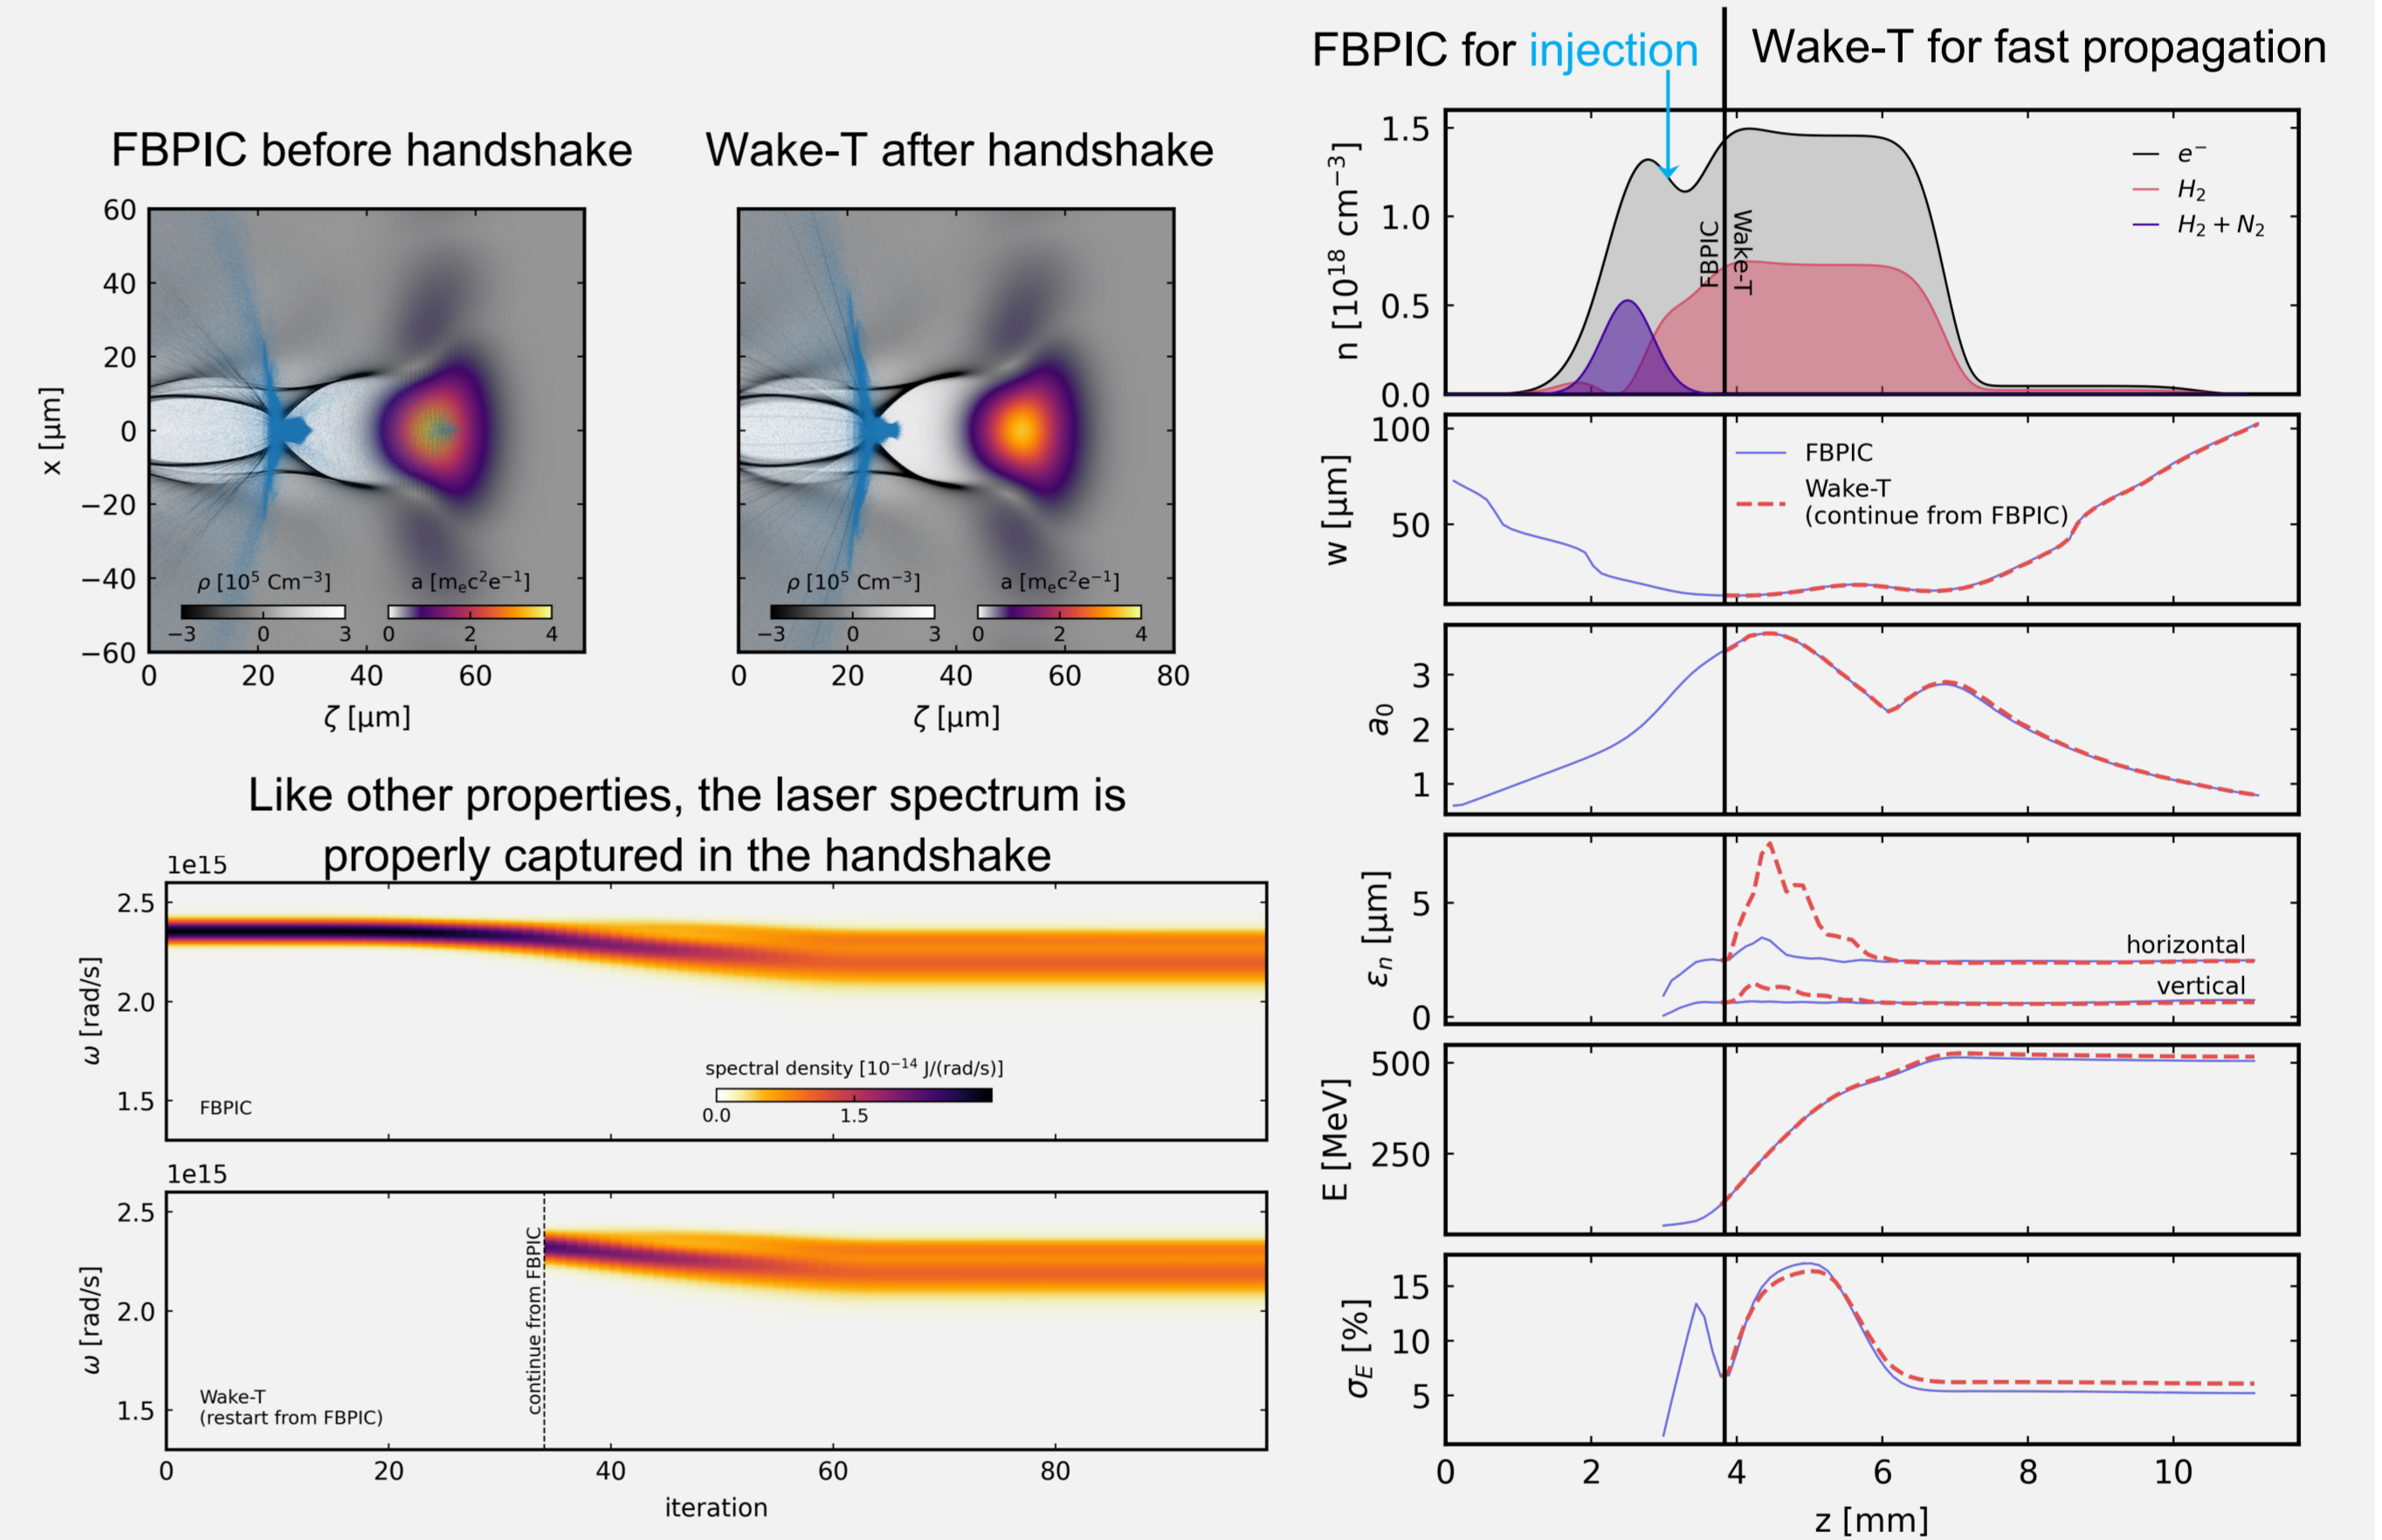 FBPIC for injection
Wake-T for fast propagation
FBPIC before handshake
Wake-T after handshake
60
40
20
0
−20
−40
−60
x [µm]
ρ [10⁵ Cm⁻³]
a [mₑc²e⁻¹]
−3 0 3
0 2 4
0 20 40 60
ζ [µm]
ρ [10⁵ Cm⁻³]
a [mₑc²e⁻¹]
−3 0 3
0 2 4
0 20 40 60 80
ζ [µm]
Like other properties, the laser spectrum is
properly captured in the handshake
1e15
2.5
2.0
1.5
ω [rad/s]
spectral density [10⁻¹⁴ J/(rad/s)]
0.0 1.5
FBPIC
1e15
2.5
2.0
1.5
ω [rad/s]
continue from FBPIC
Wake-T
(restart from FBPIC)
0 20 40 60 80
iteration
1.5
1.0
0.5
0.0
n [10¹⁸ cm⁻³]
FBPIC
Wake-T
e⁻
H₂
H₂ + N₂
100
50
w [µm]
FBPIC
Wake-T
(continue from FBPIC)
3
2
1
a₀
5
0
εₙ [µm]
horizontal
vertical
500
250
E [MeV]
15
10
5
σ_E [%]
0 2 4 6 8 10
z [mm]